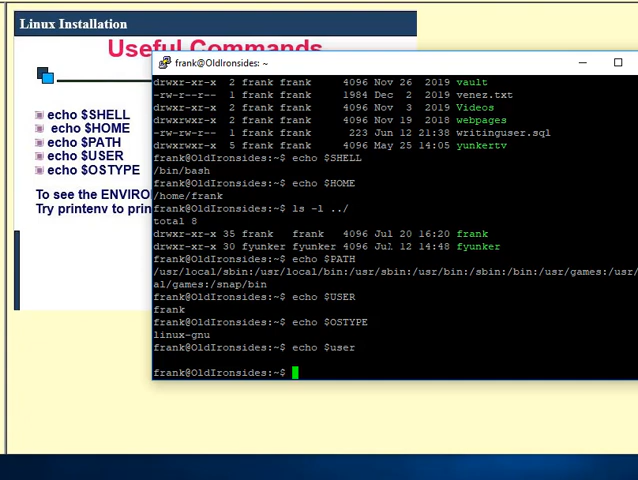 Linux Installation
Useful Commands
echo $SHELL
echo $HOME
echo $PATH
echo $USER
echo $OSTYPE
To see the ENVIRO
Try printenv to prin
frank@OldIronsides: ~
drwxr-xr-x 2 frank frank 4096 Nov 26 2019 vault
-rw-r--r-- 1 frank frank 1984 Dec 2 2019 venez.txt
drwxr-xr-x 2 frank frank 4096 Nov 3 2019 Videos
drwxr-xr-x 2 frank frank 4096 Nov 19 2018 webpages
-rw-rw-r-- 1 frank frank 223 Jun 12 21:38 writinguser.sql
drwxr-xr-x 5 frank frank 4096 May 25 14:05 yunkertv
frank@OldIronsides:~$ echo $SHELL
/bin/bash
frank@OldIronsides:~$ echo $HOME
/home/frank
frank@OldIronsides:~$ ls -l ../
total 8
drwxr-xr-x 35 frank frank 4096 Jul 20 16:20 frank
drwxr-xr-x 30 fyunker fyunker 4096 Jul 12 14:48 fyunker
frank@OldIronsides:~$ echo $PATH
/usr/local/sbin:/usr/local/bin:/usr/sbin:/usr/bin:/sbin:/bin:/usr/games:/usr/
al/games:/snap/bin
frank@OldIronsides:~$ echo $USER
frank
frank@OldIronsides:~$ echo $OSTYPE
linux-gnu
frank@OldIronsides:~$ echo $user
frank@OldIronsides:~$